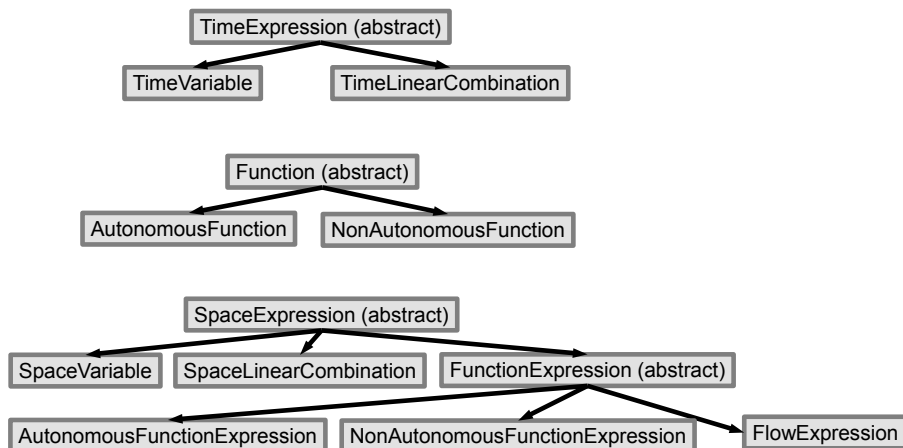 TimeExpression (abstract)
TimeVariable
TimeLinearCombination
Function (abstract)
AutonomousFunction
NonAutonomousFunction
SpaceExpression (abstract)
SpaceVariable
SpaceLinearCombination
FunctionExpression (abstract)
AutonomousFunctionExpression
NonAutonomousFunctionExpression
FlowExpression